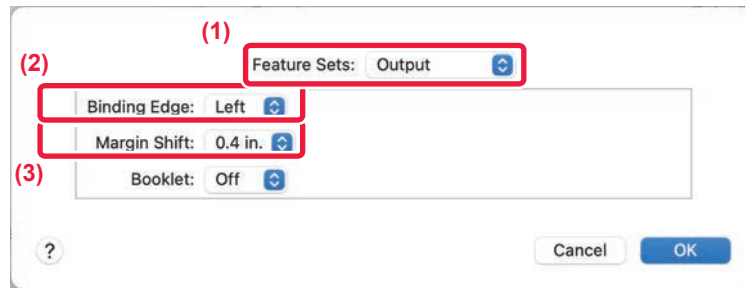 (1)
Feature Sets: Output
(2)
Binding Edge: Left
Margin Shift: 0.4 in.
(3)
Booklet: Off
? Cancel OK